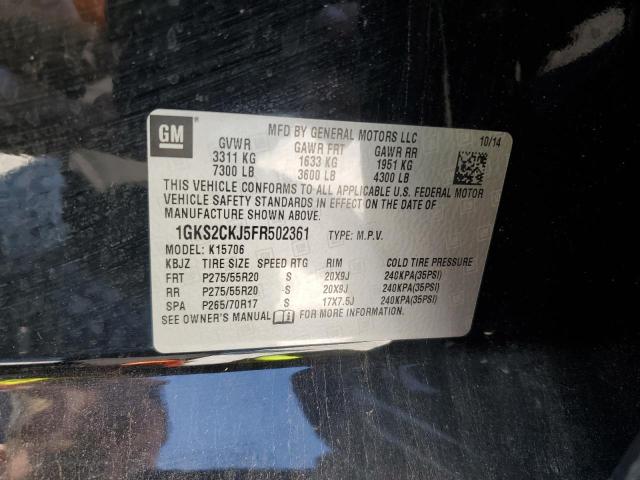 GM
MFD BY GENERAL MOTORS LLC
10/14
GVWR GAWR FRT GAWR RR
3311 KG 1633 KG 1951 KG
7300 LB 3600 LB 4300 LB
THIS VEHICLE CONFORMS TO ALL APPLICABLE U.S. FEDERAL MOTOR
VEHICLE SAFETY STANDARDS IN EFFECT ON THE DATE OF
MANUFACTURE SHOWN ABOVE.
1GKS2CKJ5FR502361 TYPE: M.P.V.
MODEL: K15706
KBJZ TIRE SIZE SPEED RTG RIM COLD TIRE PRESSURE
FRT P275/55R20 S 20X9J 240KPA(35PSI)
RR P275/55R20 S 20X9J 240KPA(35PSI)
SPA P265/70R17 S 17X7.5J 240KPA(35PSI)
SEE OWNER'S MANUAL FOR MORE INFORMATION.